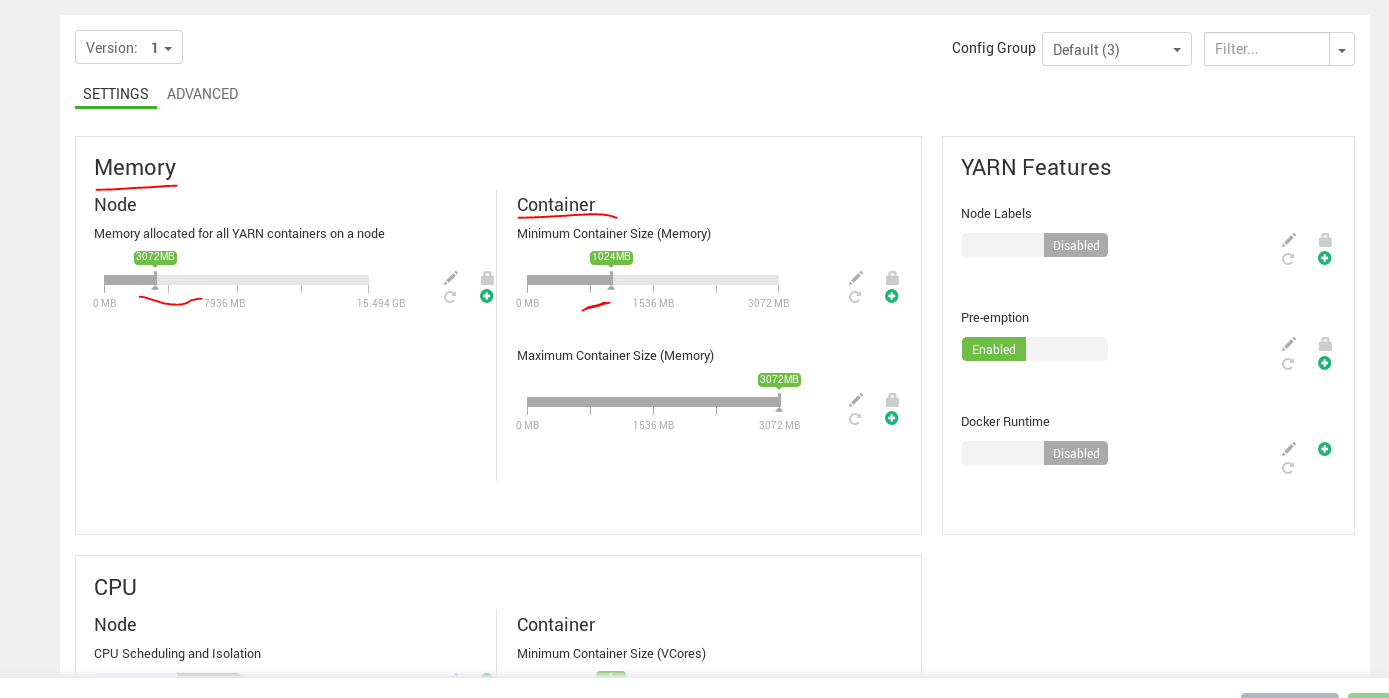 Version: 1
Config Group Default (3) Filter...
SETTINGS ADVANCED
Memory
Node
Memory allocated for all YARN containers on a node
3072MB
0 MB 7936 MB 15.494 GB
Container
Minimum Container Size (Memory)
1024MB
0 MB 1536 MB 3072 MB
Maximum Container Size (Memory)
3072MB
0 MB 1536 MB 3072 MB
YARN Features
Node Labels
Disabled
Pre-emption
Enabled
Docker Runtime
Disabled
CPU
Node
CPU Scheduling and Isolation
Container
Minimum Container Size (VCores)